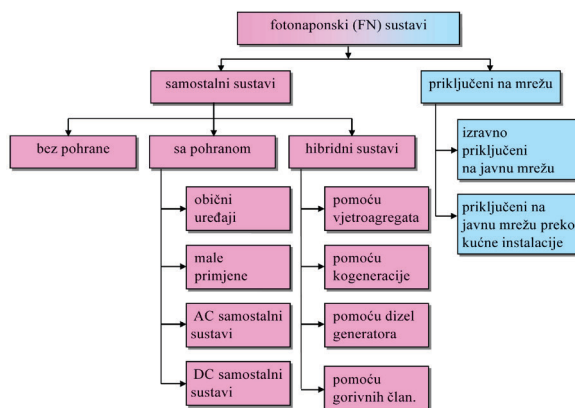 fotonaponski (FN) sustavi
samostalni sustavi
priključeni na mrežu
bez pohrane
sa pohranom
hibridni sustavi
izravno
priključeni
na javnu mrežu
obični
uređaji
pomoću
vjetroagregata
priključeni na
javnu mrežu preko
kućne instalacije
male
primjene
pomoću
kogeneracije
AC samostalni
sustavi
pomoću dizel
generatora
DC samostalni
sustavi
pomoću
gorivnih član.